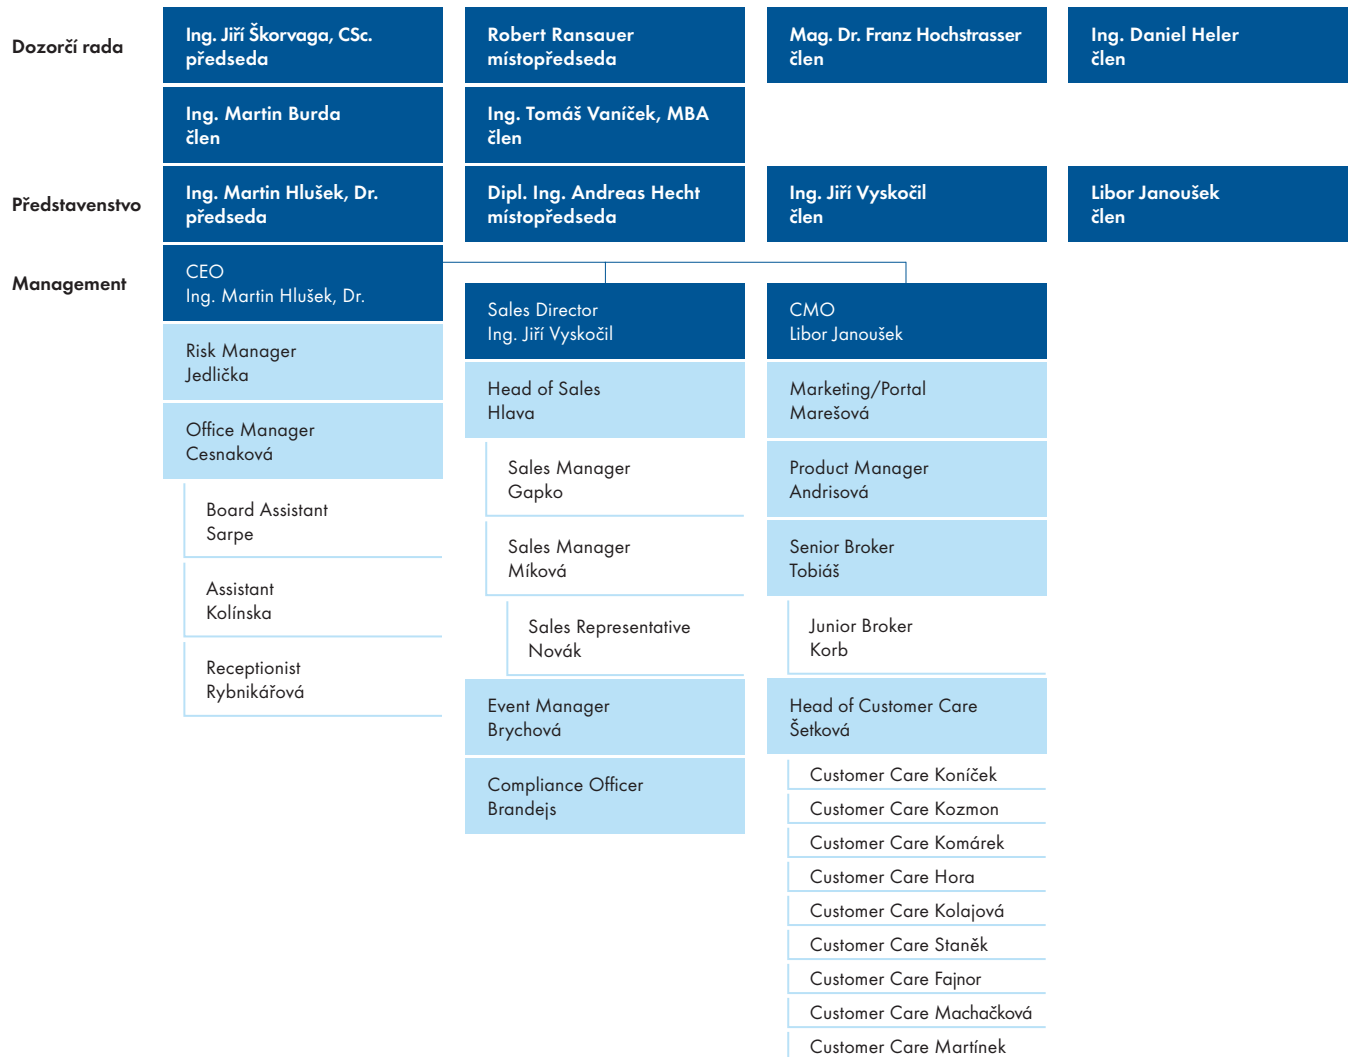 Dozorčí rada
Ing. Jiří Škorvaga, CSc.
předseda
Robert Ransauer
místopředseda
Mag. Dr. Franz Hochstrasser
člen
Ing. Daniel Heler
člen
Ing. Martin Burda
člen
Ing. Tomáš Vaníček, MBA
člen
Představenstvo
Ing. Martin Hlušek, Dr.
předseda
Dipl. Ing. Andreas Hecht
místopředseda
Ing. Jiří Vyskočil
člen
Libor Janoušek
člen
Management
CEO
Ing. Martin Hlušek, Dr.
Risk Manager
Jedlička
Office Manager
Cesnaková
Board Assistant
Sarpe
Assistant
Kolínska
Receptionist
Rybnikářová
Sales Director
Ing. Jiří Vyskočil
Head of Sales
Hlava
Sales Manager
Gapko
Sales Manager
Míková
Sales Representative
Novák
Event Manager
Brychová
Compliance Officer
Brandejs
CMO
Libor Janoušek
Marketing/Portal
Marešová
Product Manager
Andrisová
Senior Broker
Tobiáš
Junior Broker
Korb
Head of Customer Care
Šetková
Customer Care Koníček
Customer Care Kozmon
Customer Care Komárek
Customer Care Hora
Customer Care Kolajová
Customer Care Staněk
Customer Care Fajnor
Customer Care Machačková
Customer Care Martínek